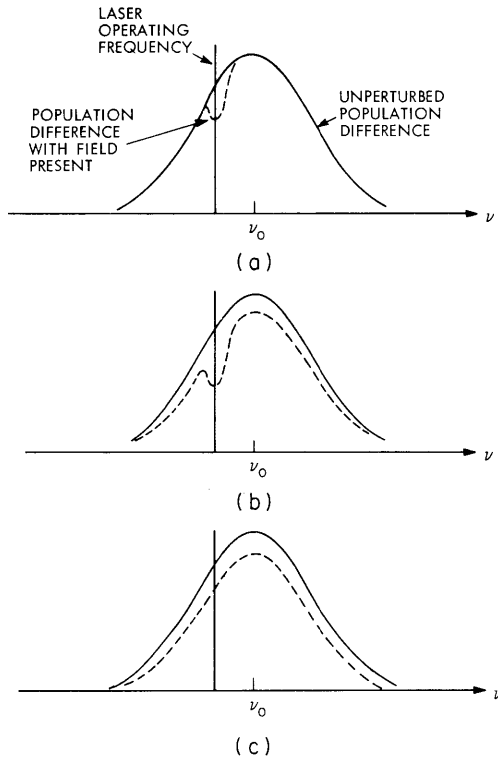 LASER
OPERATING
FREQUENCY
POPULATION
DIFFERENCE
WITH FIELD
PRESENT
UNPERTURBED
POPULATION
DIFFERENCE
ν
ν₀
(a)
ν
ν₀
(b)
ν
ν₀
(c)